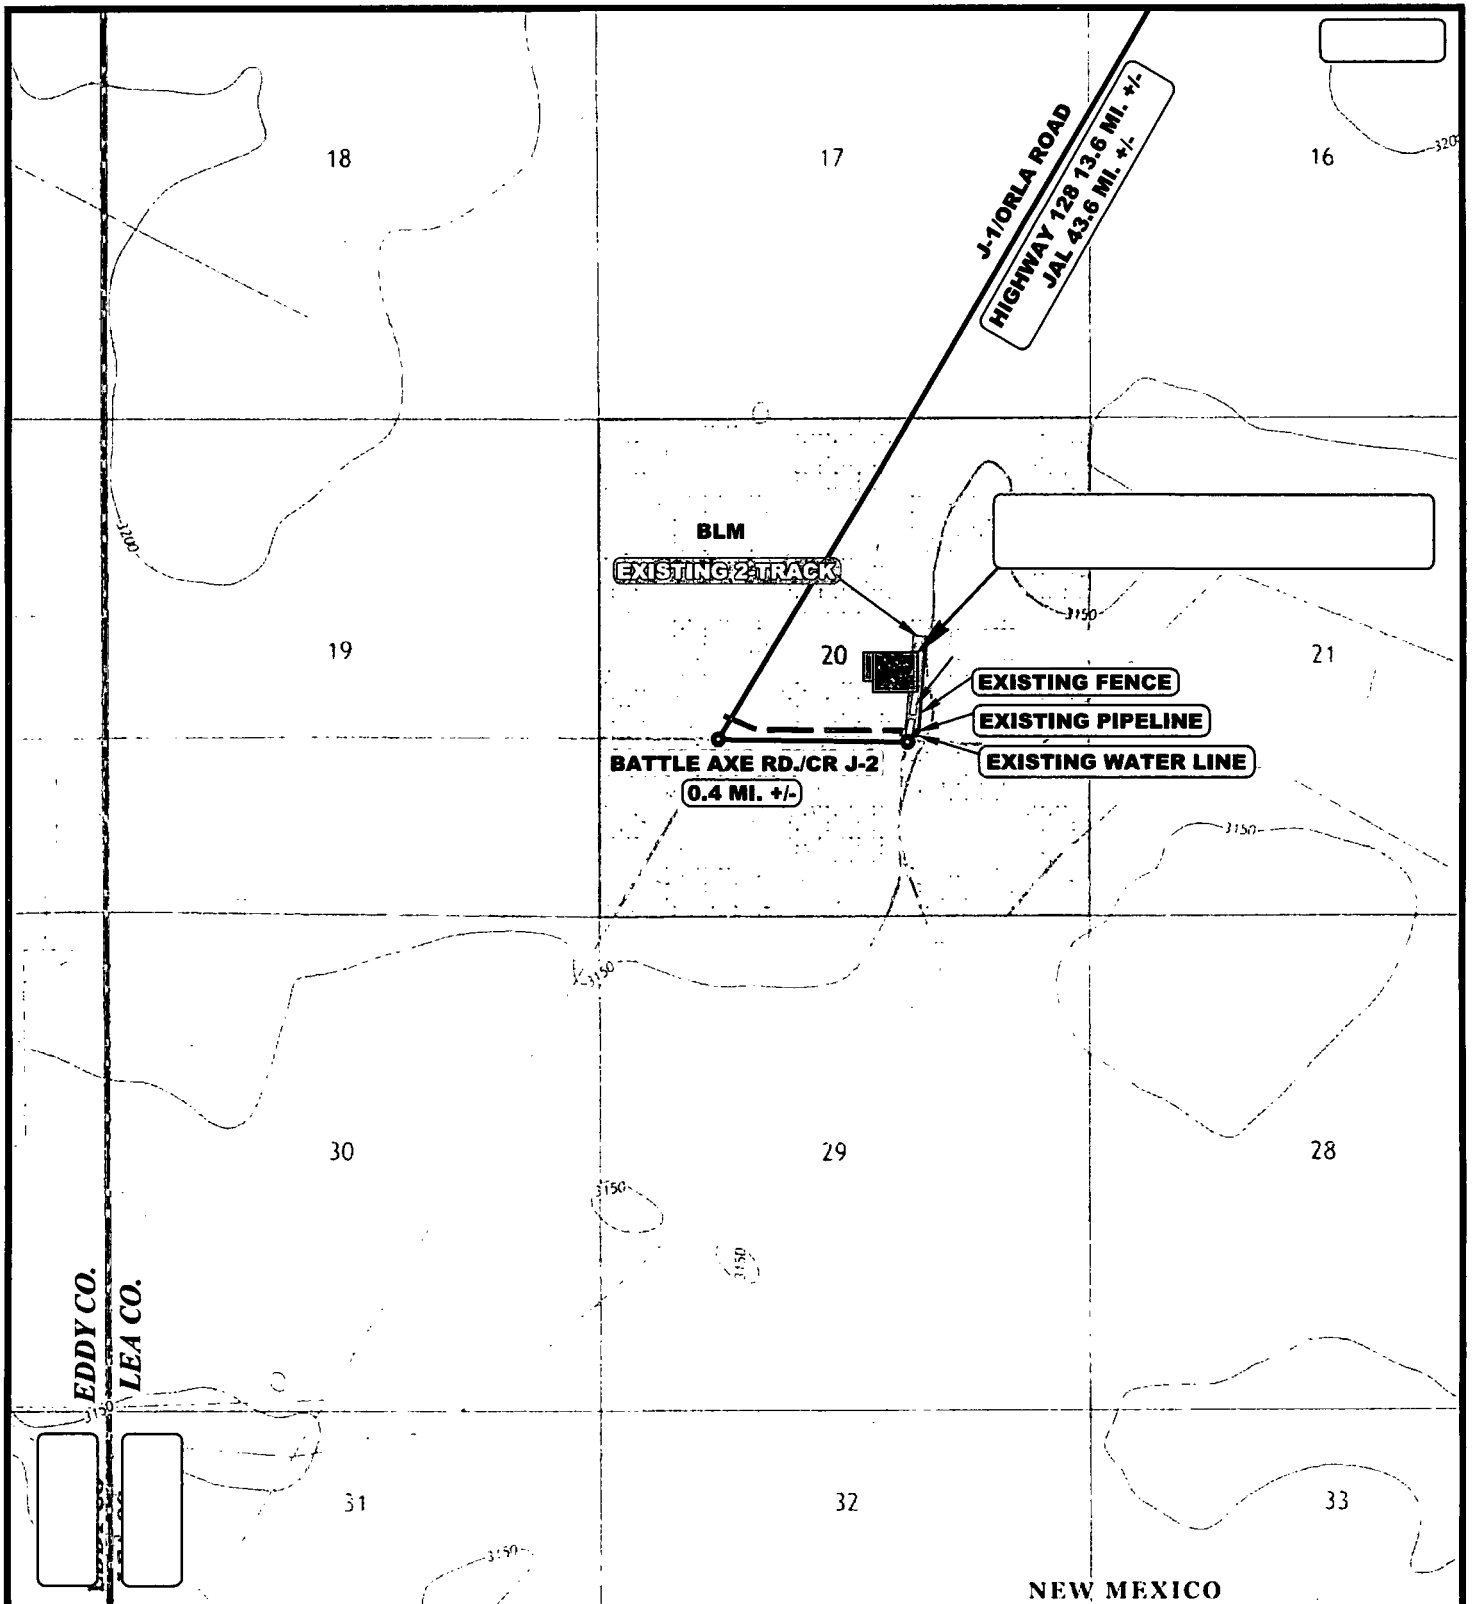 18
17
16
3200
J-1/ORLA ROAD
HIGHWAY 128 13.6 MI. +/-
JAL 43.6 MI. +/-
3200
BLM
EXISTING 2-TRACK
3150
19
20
21
EXISTING FENCE
EXISTING PIPELINE
EXISTING WATER LINE
BATTLE AXE RD./CR J-2
0.4 MI. +/-
3150
3150
30
29
28
3150
3150
EDDY CO.
LEA CO.
3150
31
32
33
3150
NEW MEXICO